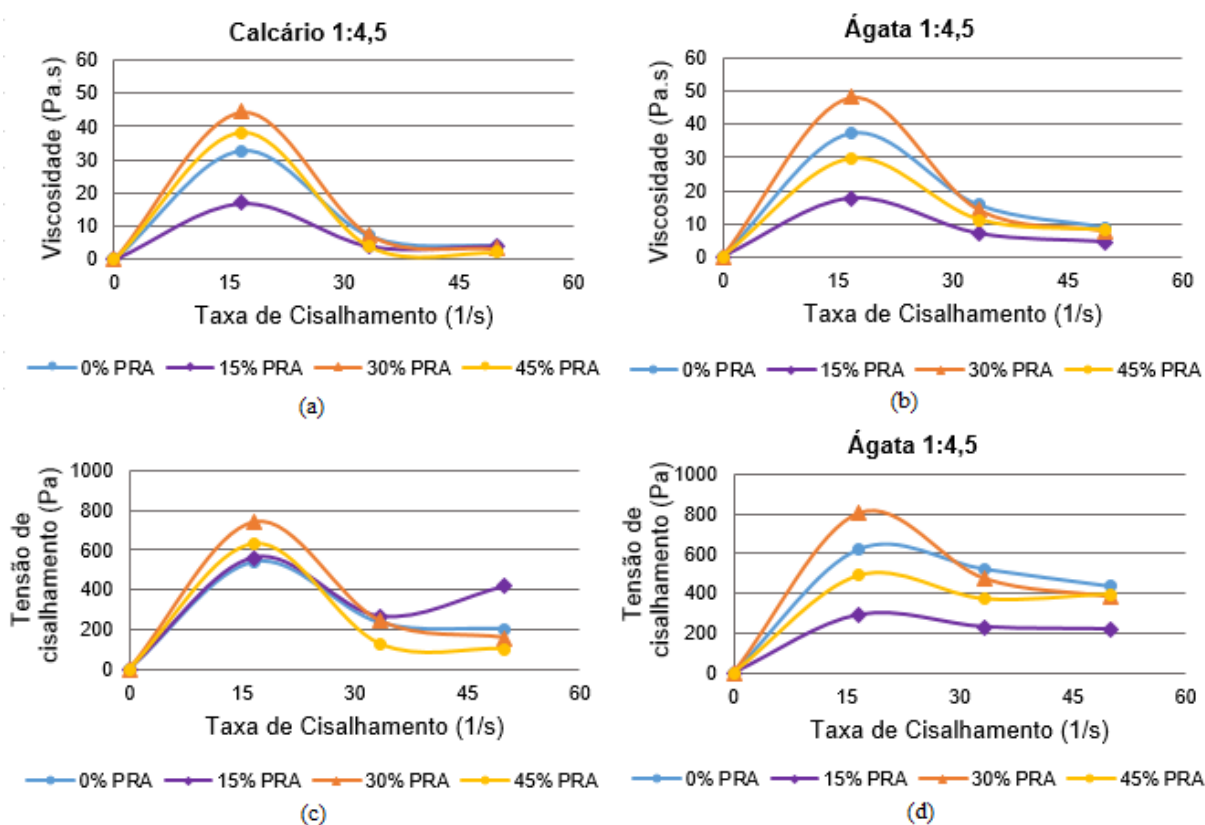 Calcário 1:4,5
Viscosidade (Pa.s)
60
50
40
30
20
10
0
0 15 30 45 60
Taxa de Cisalhamento (1/s)
0% PRA 15% PRA 30% PRA 45% PRA
(a)
Ágata 1:4,5
Viscosidade (Pa.s)
60
50
40
30
20
10
0
0 15 30 45 60
Taxa de Cisalhamento (1/s)
0% PRA 15% PRA 30% PRA 45% PRA
(b)
Tensão de
cisalhamento (Pa)
1000
800
600
400
200
0
0 15 30 45 60
Taxa de Cisalhamento (1/s)
0% PRA 15% PRA 30% PRA 45% PRA
(c)
Ágata 1:4,5
Tensão de
cisalhamento (Pa)
1000
800
600
400
200
0
0 15 30 45 60
Taxa de Cisalhamento (1/s)
0% PRA 15% PRA 30% PRA 45% PRA
(d)